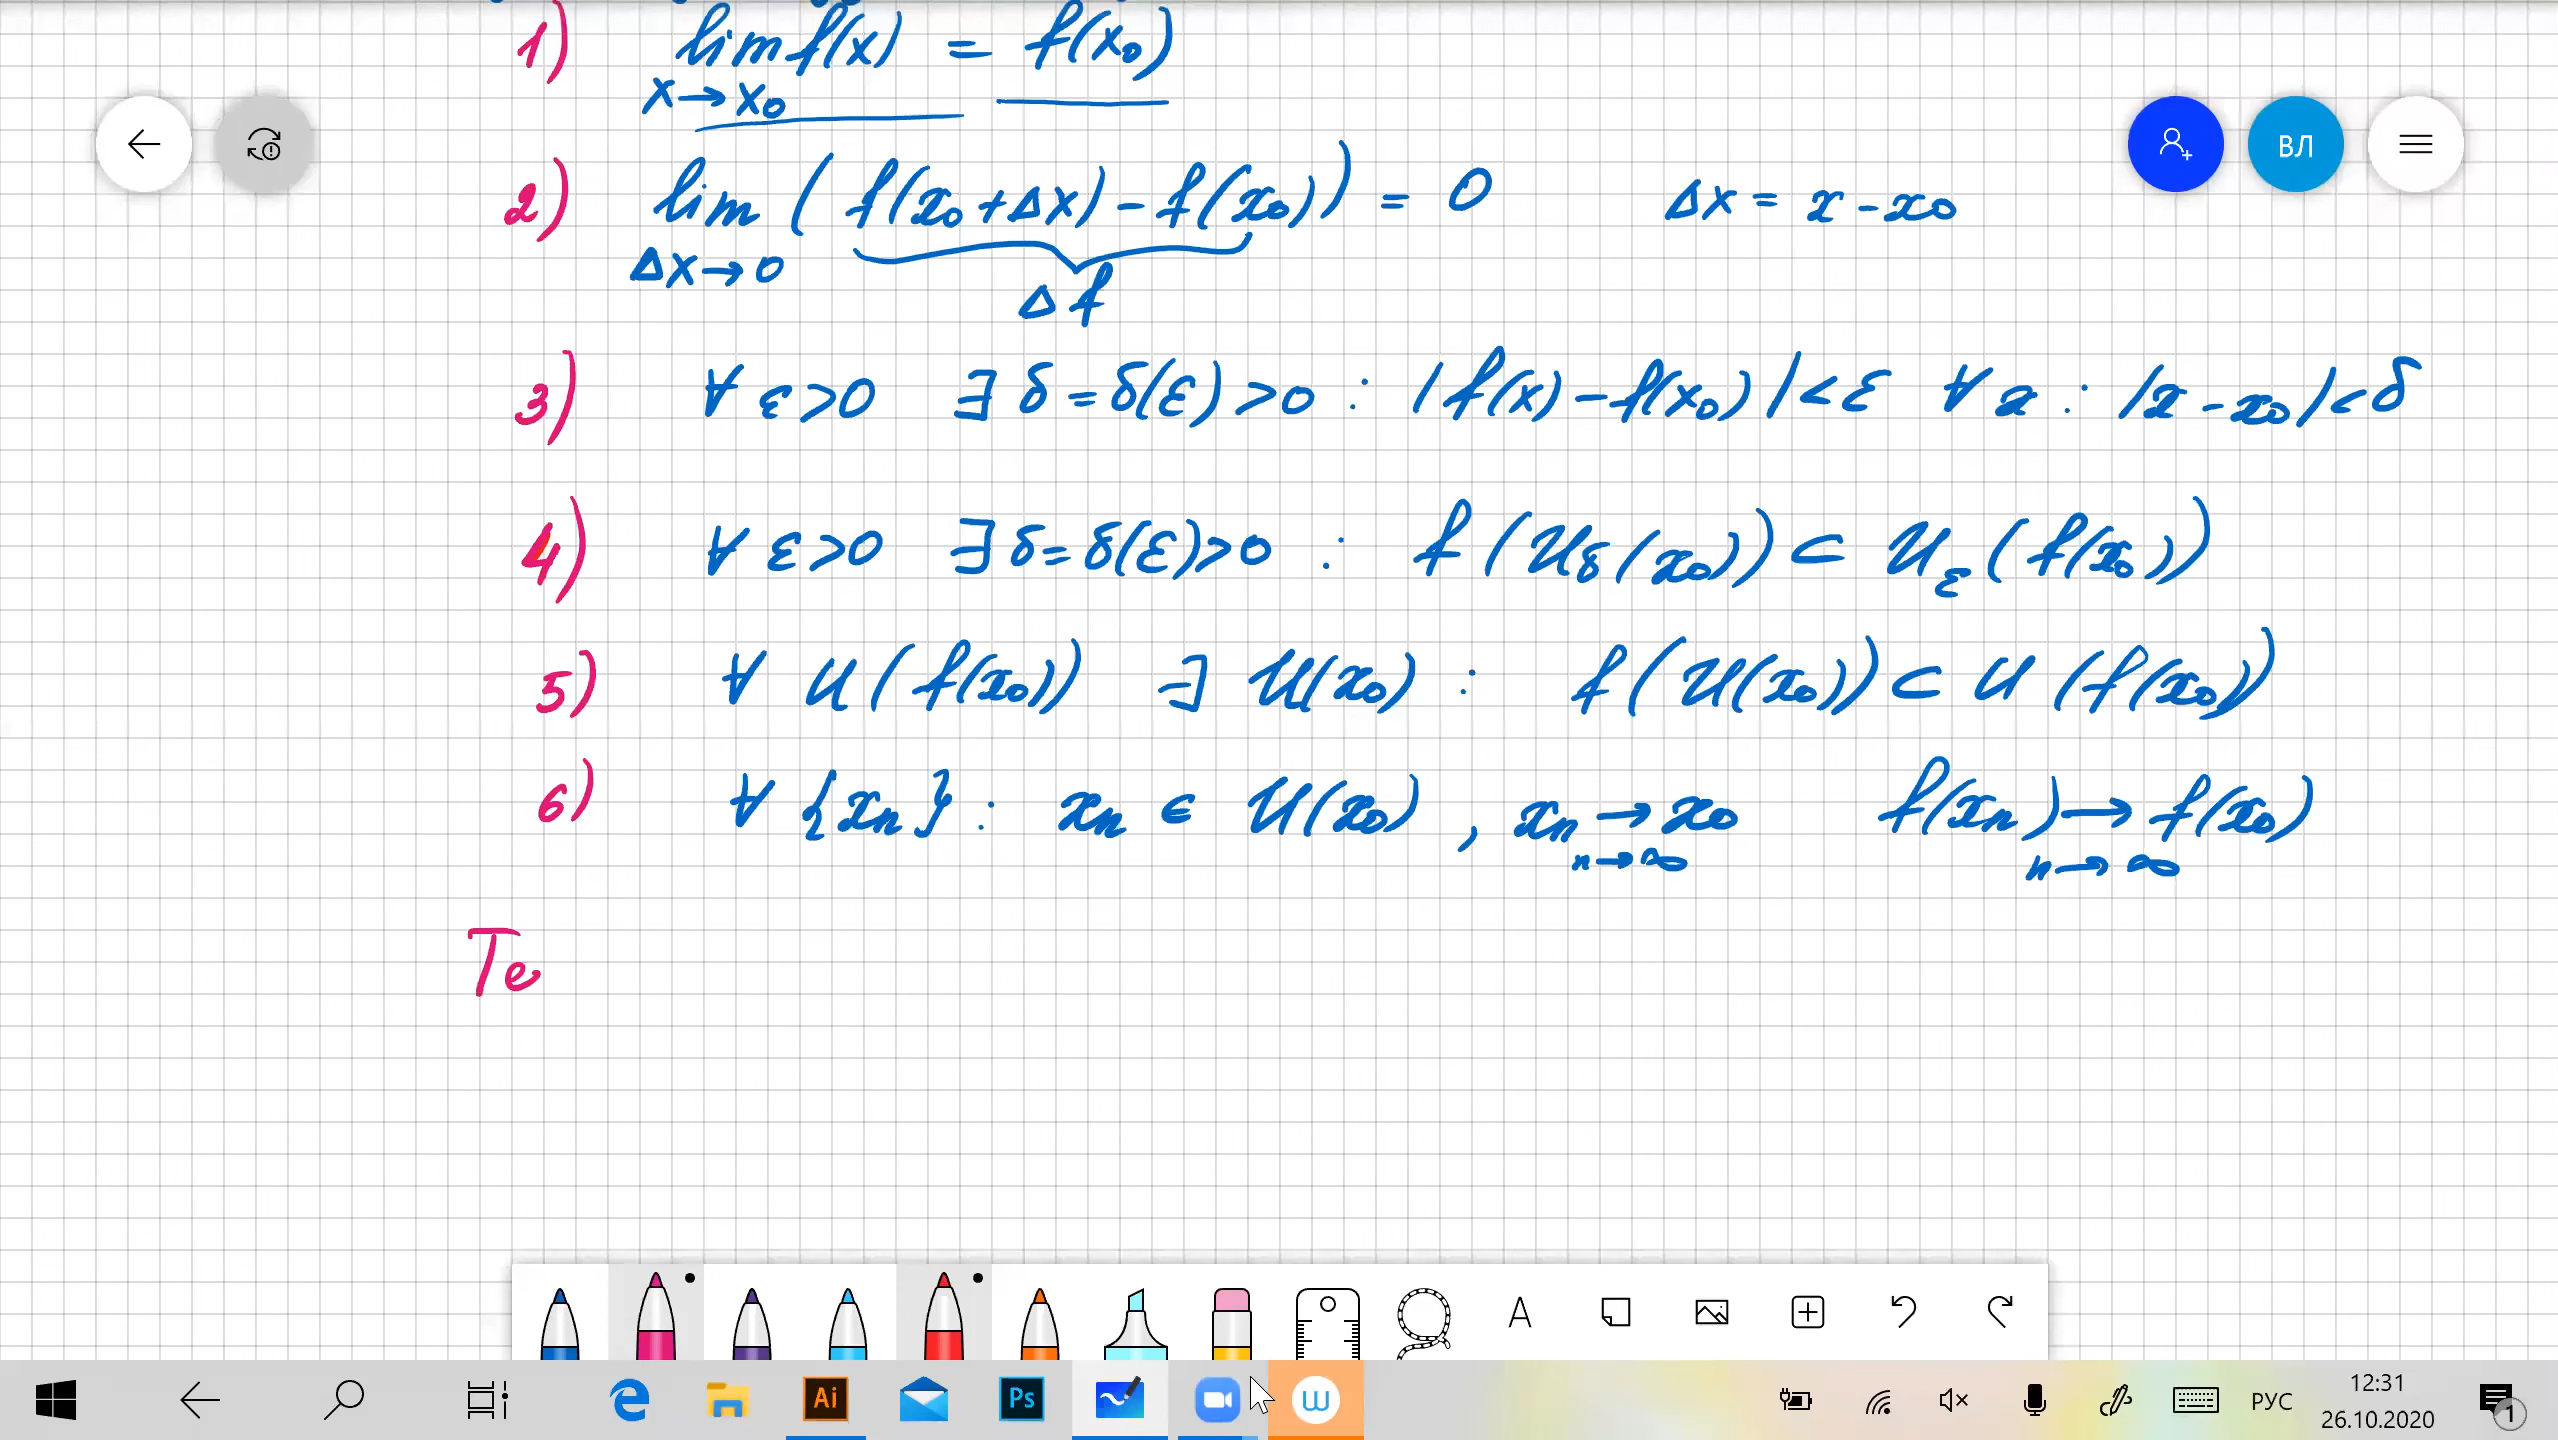 1) lim f(x) = f(x₀)
x→x₀
2) lim ( f(x₀+Δx) − f(x₀) ) = 0 Δx = x − x₀
Δx→0
Δf
3) ∀ ε>0 ∃ δ=δ(ε)>0 : |f(x)−f(x₀)|<ε ∀ x : |x−x₀|<δ
4) ∀ ε>0 ∃ δ=δ(ε)>0 : f(U_δ(x₀)) ⊂ U_ε(f(x₀))
5) ∀ U(f(x₀)) ∃ U(x₀) : f(U(x₀)) ⊂ U(f(x₀))
6) ∀ {xₙ} : xₙ ∈ U(x₀) , xₙ → x₀ f(xₙ) → f(x₀)
n→∞ n→∞
Те
ВЛ
A
Ai
Ps
РУС
12:31
26.10.2020
1